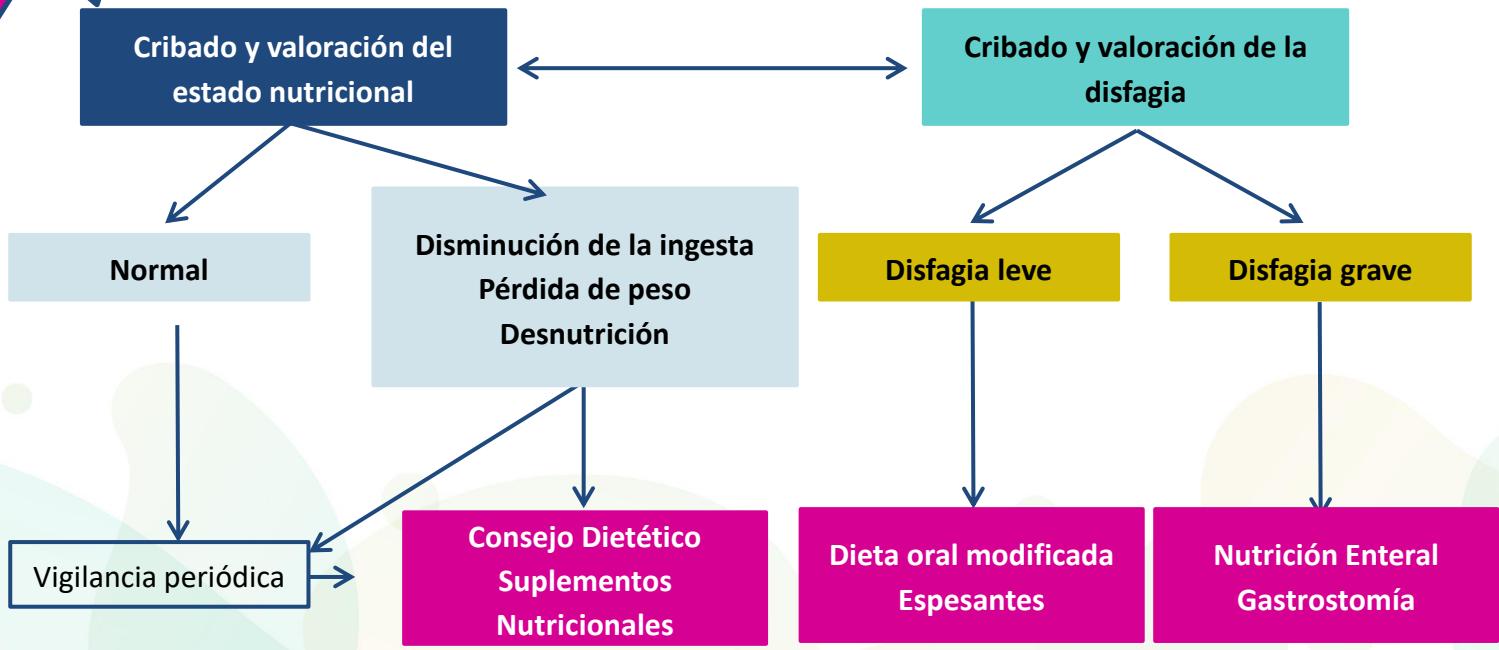 Cribado y valoración del
estado nutricional
Cribado y valoración de la
disfagia
Normal
Disminución de la ingesta
Pérdida de peso
Desnutrición
Disfagia leve
Disfagia grave
Vigilancia periódica
Consejo Dietético
Suplementos
Nutricionales
Dieta oral modificada
Espesantes
Nutrición Enteral
Gastrostomía